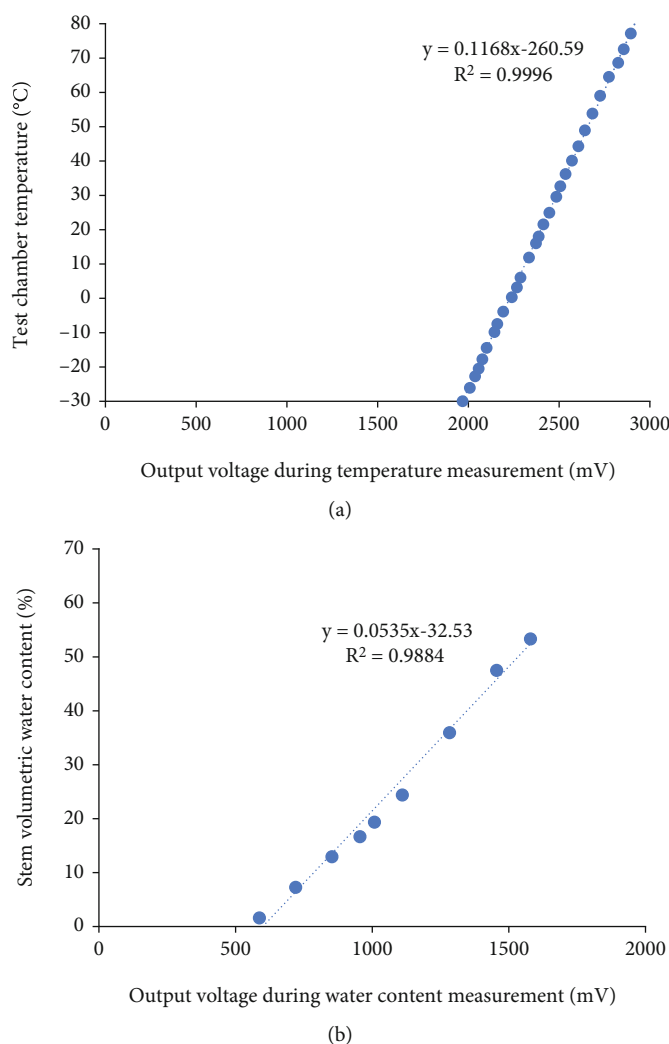 80
70
60
50
40
30
20
10
0
–10
–20
–30
Test chamber temperature (°C)
y = 0.1168x-260.59
R² = 0.9996
0 500 1000 1500 2000 2500 3000
Output voltage during temperature measurement (mV)
(a)
70
60
50
40
30
20
10
0
Stem volumetric water content (%)
y = 0.0535x-32.53
R² = 0.9884
0 500 1000 1500 2000
Output voltage during water content measurement (mV)
(b)